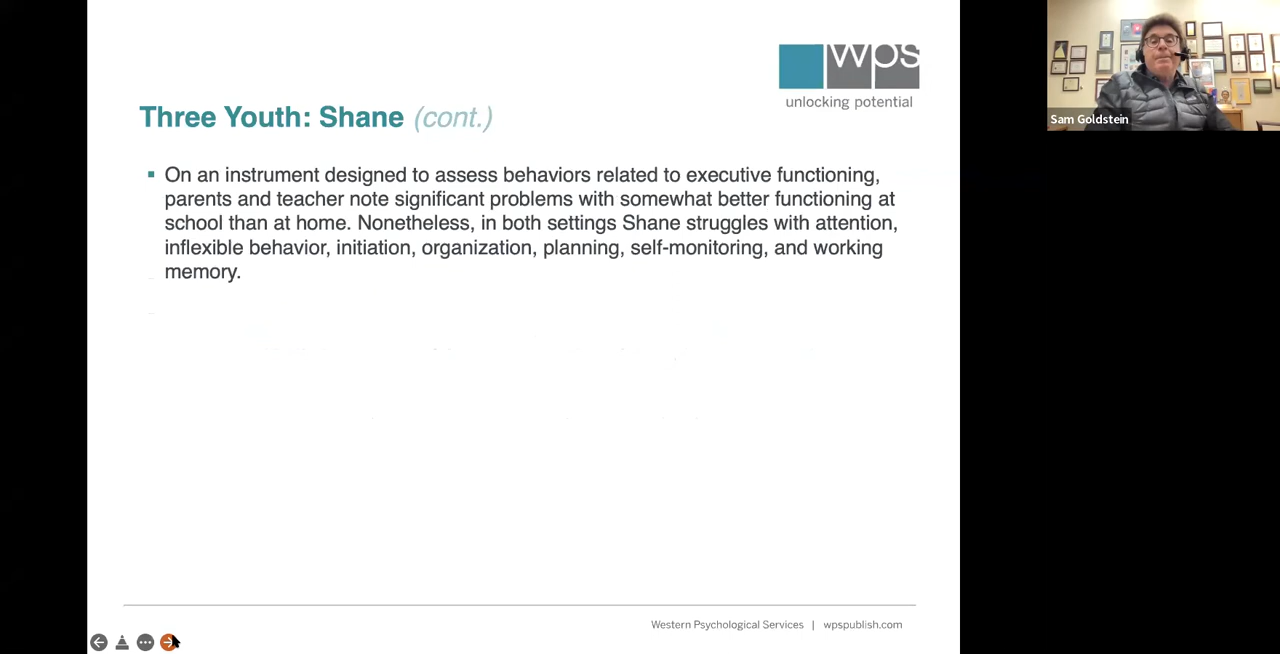 wps
unlocking potential
Sam Goldstein
Three Youth: Shane (cont.)
▪ On an instrument designed to assess behaviors related to executive functioning,
parents and teacher note significant problems with somewhat better functioning at
school than at home. Nonetheless, in both settings Shane struggles with attention,
inflexible behavior, initiation, organization, planning, self-monitoring, and working
memory.
Western Psychological Services | wpspublish.com